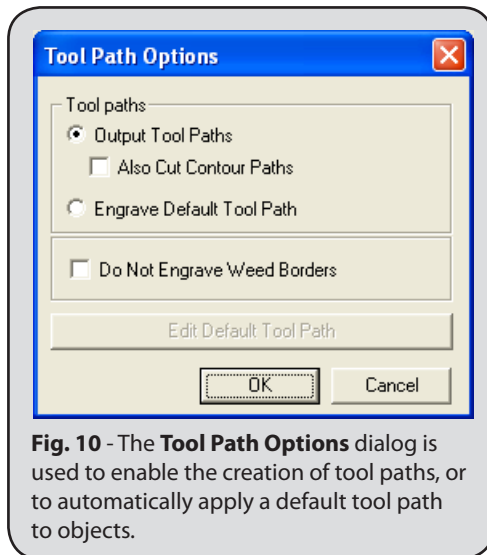 Tool Path Options
Tool paths
Output Tool Paths
Also Cut Contour Paths
Engrave Default Tool Path
Do Not Engrave Weed Borders
Edit Default Tool Path
OK
Cancel
Fig. 10 - The Tool Path Options dialog is
used to enable the creation of tool paths, or
to automatically apply a default tool path
to objects.